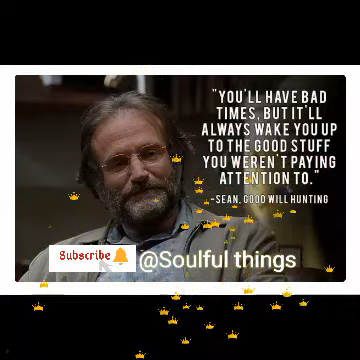 "YOU'LL HAVE BAD
TIMES, BUT IT'LL
ALWAYS WAKE YOU UP
TO THE GOOD STUFF
YOU WEREN'T PAYING
ATTENTION TO."
-SEAN, GOOD WILL HUNTING
Subscribe
@Soulful things